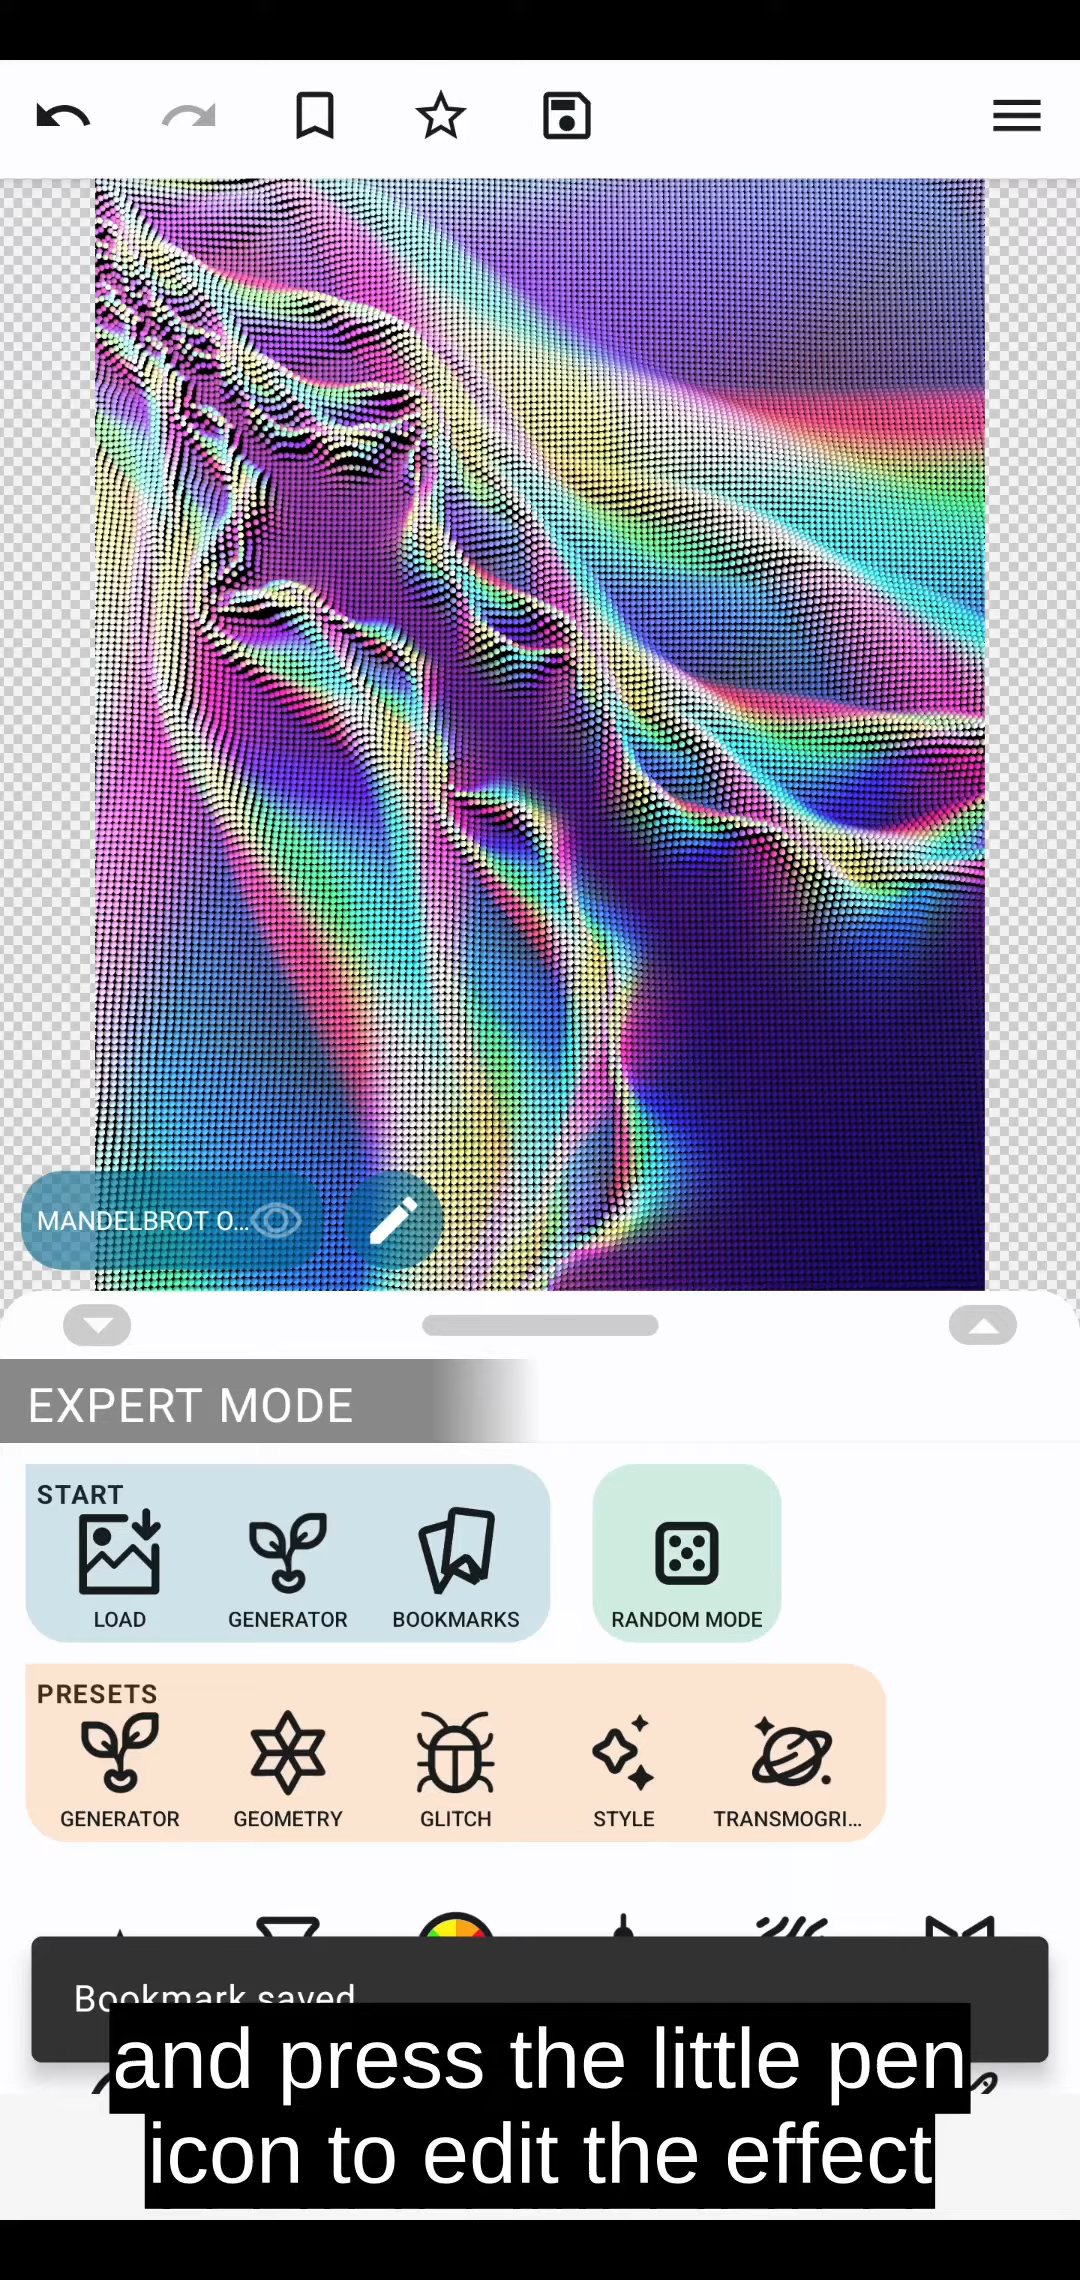 MANDELBROT O...
EXPERT MODE
START
LOAD
GENERATOR
BOOKMARKS
RANDOM MODE
PRESETS
GENERATOR
GEOMETRY
GLITCH
STYLE
TRANSMOGRI...
Bookmark saved
and press the little pen
icon to edit the effect